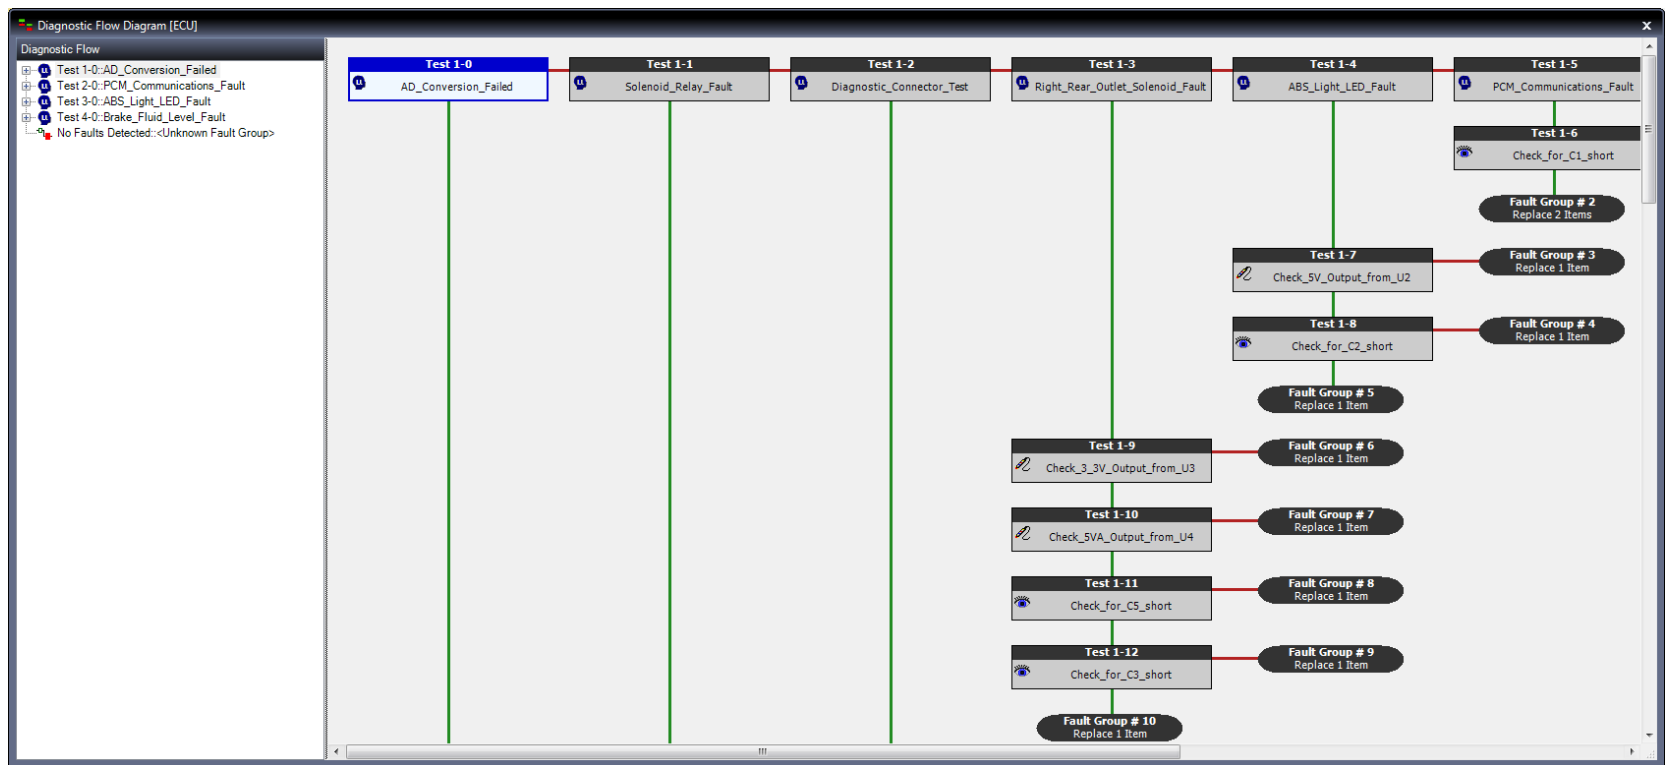 Diagnostic Flow Diagram [ECU]
x
Diagnostic Flow
Test 1-0::AD_Conversion_Failed
Test 2-0::PCM_Communications_Fault
Test 3-0::ABS_Light_LED_Fault
Test 4-0::Brake_Fluid_Level_Fault
No Faults Detected::<Unknown Fault Group>
Test 1-0
AD_Conversion_Failed
Test 1-1
Solenoid_Relay_Fault
Test 1-2
Diagnostic_Connector_Test
Test 1-3
Right_Rear_Outlet_Solenoid_Fault
Test 1-4
ABS_Light_LED_Fault
Test 1-5
PCM_Communications_Fault
Test 1-6
Check_for_C1_short
Fault Group # 2
Replace 2 Items
Test 1-7
Check_5V_Output_from_U2
Fault Group # 3
Replace 1 Item
Test 1-8
Check_for_C2_short
Fault Group # 4
Replace 1 Item
Fault Group # 5
Replace 1 Item
Test 1-9
Check_3_3V_Output_from_U3
Fault Group # 6
Replace 1 Item
Test 1-10
Check_5VA_Output_from_U4
Fault Group # 7
Replace 1 Item
Test 1-11
Check_for_C5_short
Fault Group # 8
Replace 1 Item
Test 1-12
Check_for_C3_short
Fault Group # 9
Replace 1 Item
Fault Group # 10
Replace 1 Item